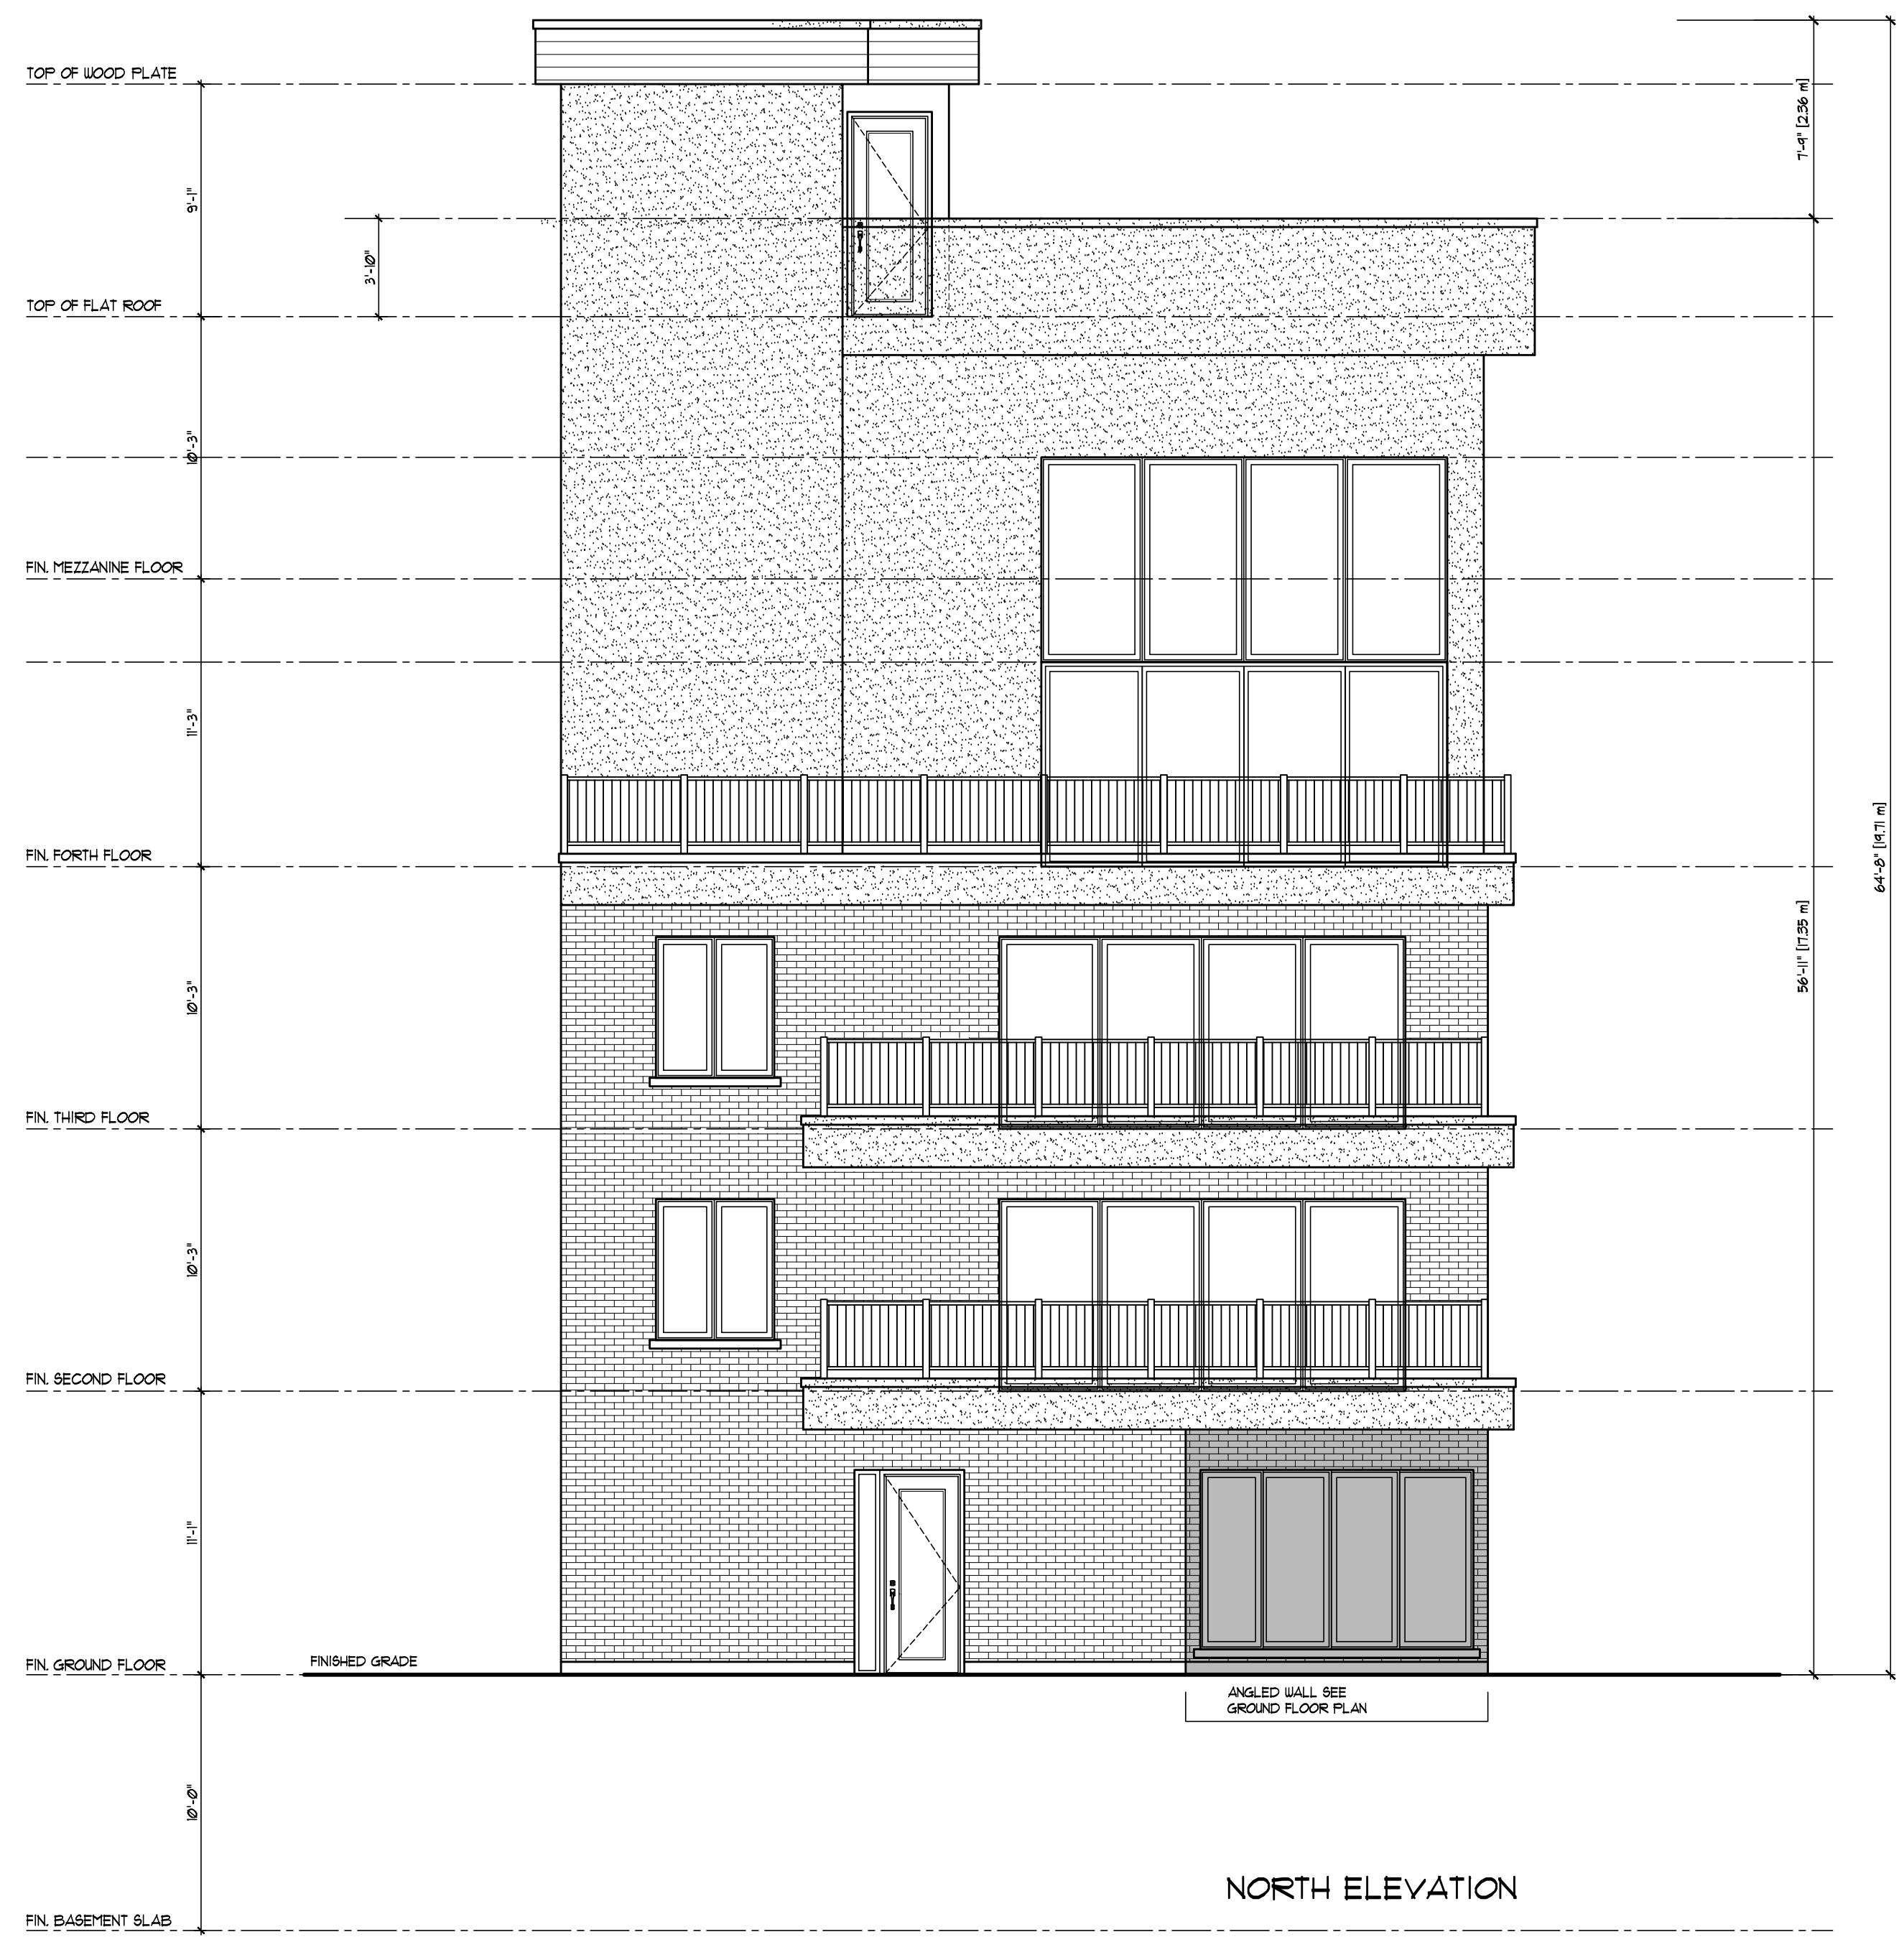 TOP OF WOOD PLATE
7'-9" [2.36 m]
9'-1"
3'-10"
TOP OF FLAT ROOF
10'-3"
FIN. MEZZANINE FLOOR
11'-3"
FIN. FORTH FLOOR
64'-8" [19.71 m]
56'-11" [17.35 m]
10'-3"
FIN. THIRD FLOOR
10'-3"
FIN. SECOND FLOOR
11'-1"
FIN. GROUND FLOOR
FINISHED GRADE
ANGLED WALL SEE
GROUND FLOOR PLAN
10'-0"
NORTH ELEVATION
FIN. BASEMENT SLAB